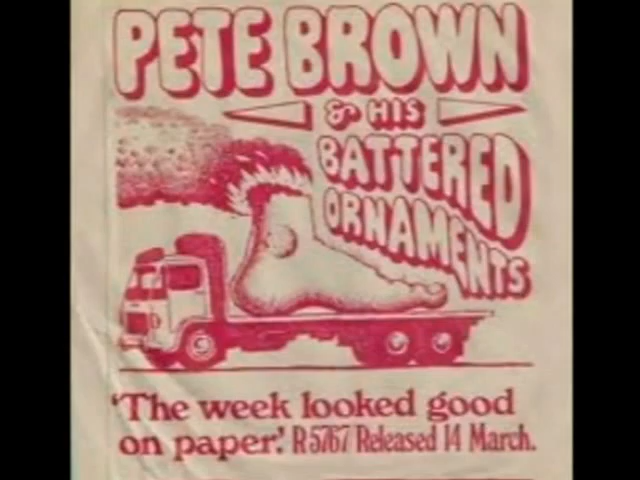 PETE BROWN
& HIS
BATTERED
ORNAMENTS
'The week looked good
on paper.' R5767 Released 14 March.